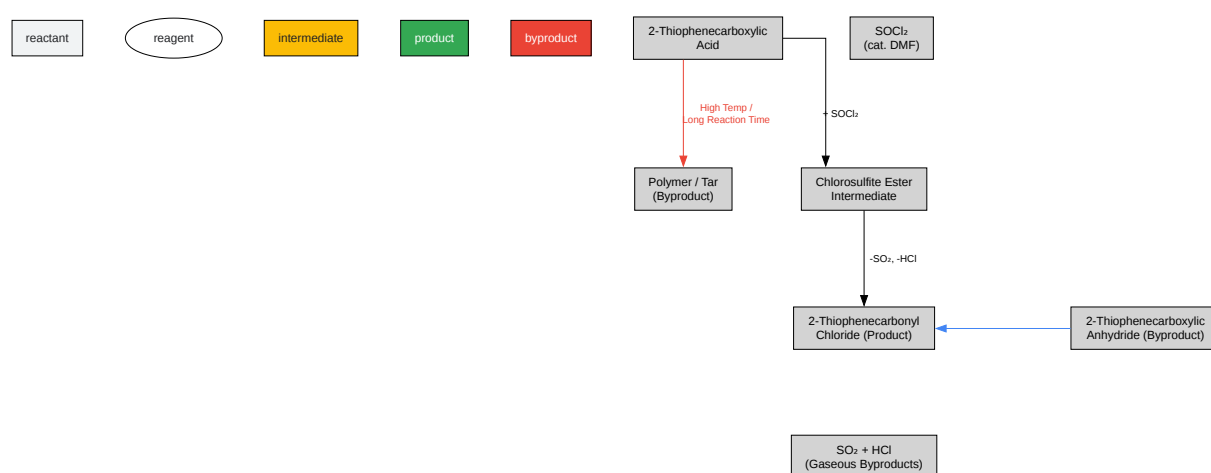 reactant
reagent
intermediate
product
byproduct
2-Thiophenecarboxylic
Acid
SOCl₂
(cat. DMF)
High Temp /
Long Reaction Time
+ SOCl₂
Polymer / Tar
(Byproduct)
Chlorosulfite Ester
Intermediate
-SO₂, -HCl
2-Thiophenecarbonyl
Chloride (Product)
2-Thiophenecarboxylic
Anhydride (Byproduct)
SO₂ + HCl
(Gaseous Byproducts)